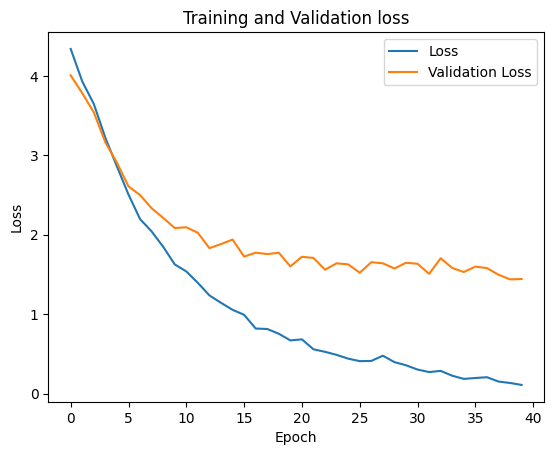 Training and Validation loss
Loss
Validation Loss
Loss
4
3
2
1
0
0 5 10 15 20 25 30 35 40
Epoch